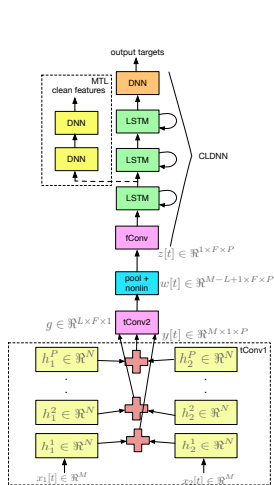 output targets
MTL
clean features
DNN
DNN
LSTM
DNN
LSTM
CLDNN
LSTM
fConv
z[t] ∈ ℜ^{1×F×P}
pool +
nonlin
w[t] ∈ ℜ^{M−L+1×F×P}
g ∈ ℜ^{L×F×1}
tConv2
y[t] ∈ ℜ^{M×1×P}
tConv1
h_1^P ∈ ℜ^N
h_2^P ∈ ℜ^N
.
.
.
.
h_1^2 ∈ ℜ^N
h_2^2 ∈ ℜ^N
h_1^1 ∈ ℜ^N
h_2^1 ∈ ℜ^N
x_1[t] ∈ ℜ^M
x_2[t] ∈ ℜ^M